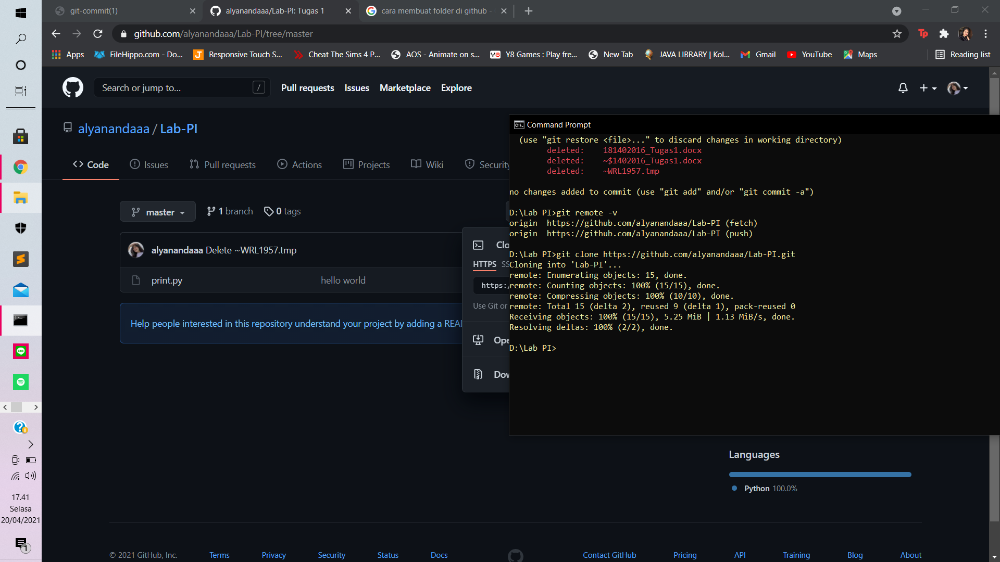 git-commit(1)
alyanandaaa/Lab-PI: Tugas 1
cara membuat folder di github -
github.com/alyanandaaa/Lab-PI/tree/master
Apps
FileHippo.com - Do...
Responsive Touch S...
Cheat The Sims 4 P...
AOS - Animate on s...
Y8 Games : Play fre...
New Tab
JAVA LIBRARY | Kol...
Gmail
YouTube
Maps
Reading list
Search or jump to...
/
Pull requests
Issues
Marketplace
Explore
alyanandaaa / Lab-PI
Code
Issues
Pull requests
Actions
Projects
Wiki
Security
master
1 branch
0 tags
alyanandaaa Delete ~WRL1957.tmp
print.py
hello world
Help people interested in this repository understand your project by adding a REA
Clo
HTTPS SS
https:/
Use Git or
Ope
Dow
Command Prompt
(use "git restore <file>..." to discard changes in working directory)
deleted: 181402016_Tugas1.docx
deleted: ~$1402016_Tugas1.docx
deleted: ~WRL1957.tmp
no changes added to commit (use "git add" and/or "git commit -a")
D:\Lab PI>git remote -v
origin https://github.com/alyanandaaa/Lab-PI (fetch)
origin https://github.com/alyanandaaa/Lab-PI (push)
D:\Lab PI>git clone https://github.com/alyanandaaa/Lab-PI.git
Cloning into 'Lab-PI'...
remote: Enumerating objects: 15, done.
remote: Counting objects: 100% (15/15), done.
remote: Compressing objects: 100% (10/10), done.
remote: Total 15 (delta 2), reused 9 (delta 1), pack-reused 0
Receiving objects: 100% (15/15), 5.25 MiB | 1.13 MiB/s, done.
Resolving deltas: 100% (2/2), done.
D:\Lab PI>
Languages
Python 100.0%
© 2021 GitHub, Inc.
Terms
Privacy
Security
Status
Docs
Contact GitHub
Pricing
API
Training
Blog
About
17.41
Selasa
20/04/2021
1